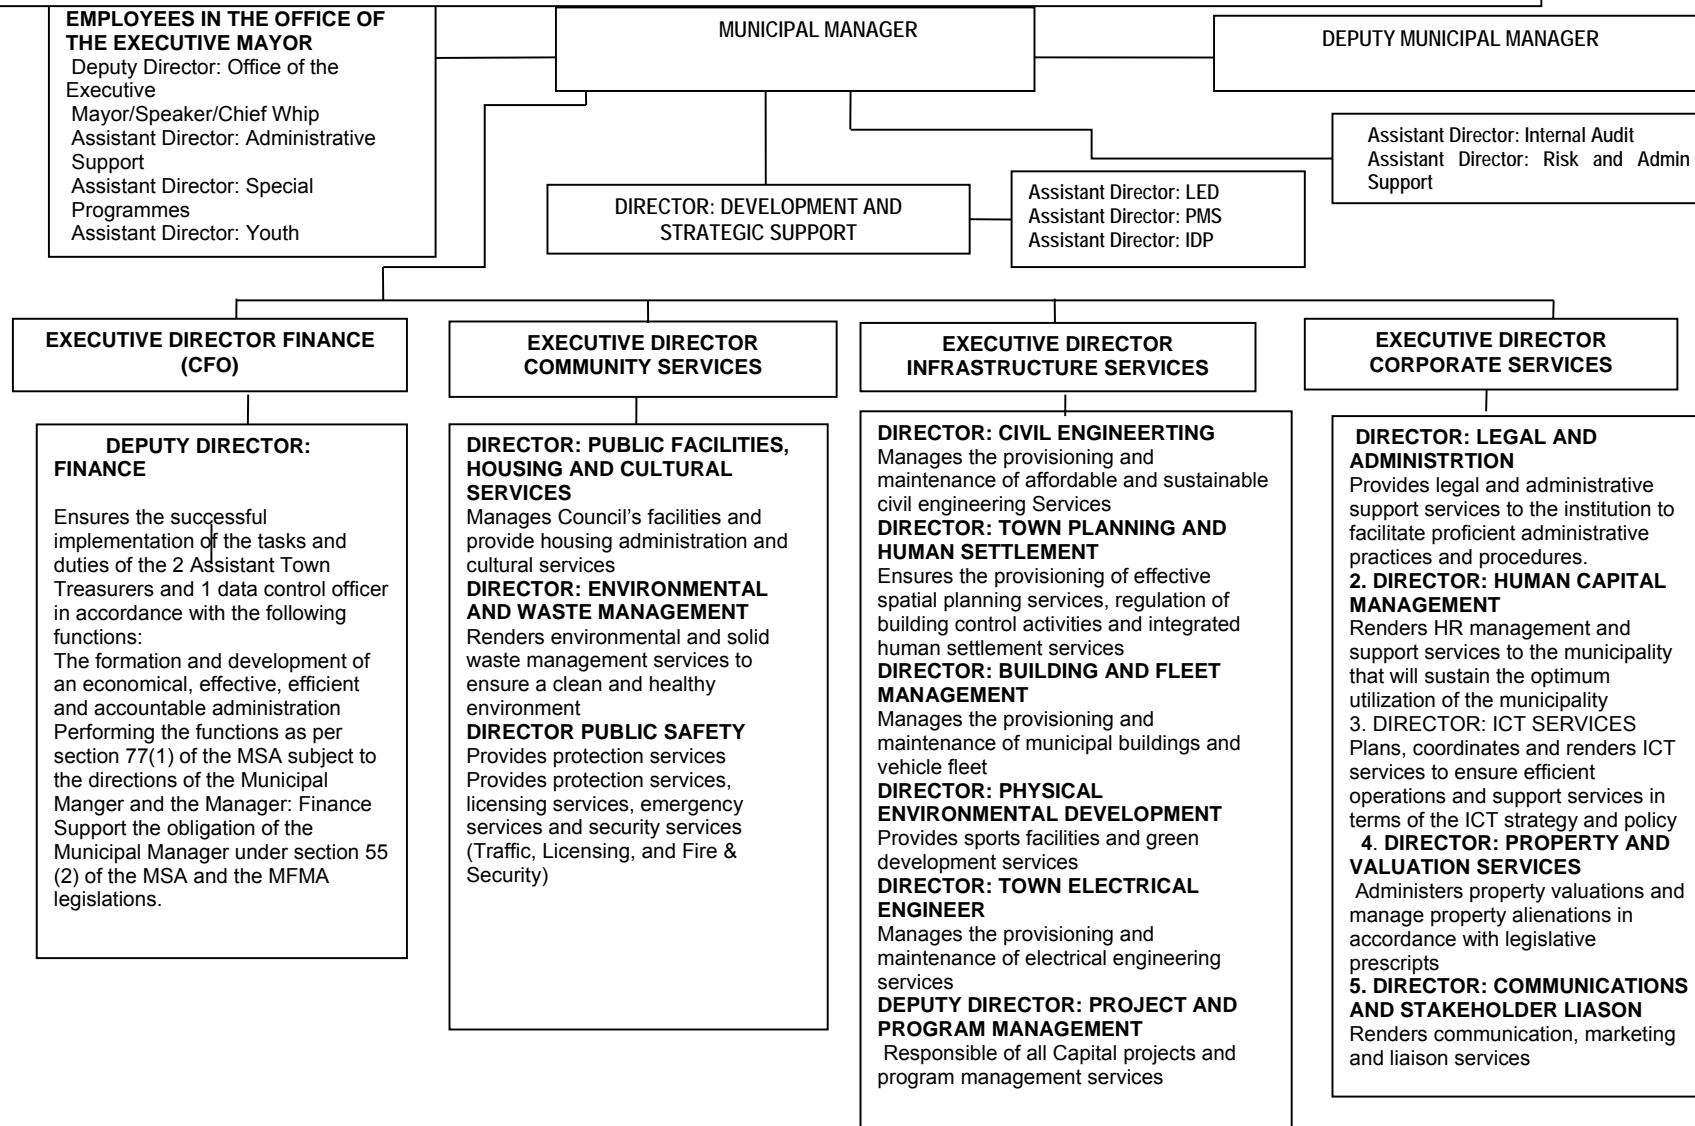 EMPLOYEES IN THE OFFICE OF
THE EXECUTIVE MAYOR
Deputy Director: Office of the
Executive
Mayor/Speaker/Chief Whip
Assistant Director: Administrative
Support
Assistant Director: Special
Programmes
Assistant Director: Youth
MUNICIPAL MANAGER
DEPUTY MUNICIPAL MANAGER
Assistant Director: Internal Audit
Assistant Director: Risk and Admin
Support
DIRECTOR: DEVELOPMENT AND
STRATEGIC SUPPORT
Assistant Director: LED
Assistant Director: PMS
Assistant Director: IDP
EXECUTIVE DIRECTOR FINANCE
(CFO)
EXECUTIVE DIRECTOR
COMMUNITY SERVICES
EXECUTIVE DIRECTOR
INFRASTRUCTURE SERVICES
EXECUTIVE DIRECTOR
CORPORATE SERVICES
DEPUTY DIRECTOR:
FINANCE
Ensures the successful
implementation of the tasks and
duties of the 2 Assistant Town
Treasurers and 1 data control officer
in accordance with the following
functions:
The formation and development of
an economical, effective, efficient
and accountable administration
Performing the functions as per
section 77(1) of the MSA subject to
the directions of the Municipal
Manger and the Manager: Finance
Support the obligation of the
Municipal Manager under section 55
(2) of the MSA and the MFMA
legislations.
DIRECTOR: PUBLIC FACILITIES,
HOUSING AND CULTURAL
SERVICES
Manages Council’s facilities and
provide housing administration and
cultural services
DIRECTOR: ENVIRONMENTAL
AND WASTE MANAGEMENT
Renders environmental and solid
waste management services to
ensure a clean and healthy
environment
DIRECTOR PUBLIC SAFETY
Provides protection services
Provides protection services,
licensing services, emergency
services and security services
(Traffic, Licensing, and Fire &
Security)
DIRECTOR: CIVIL ENGINEERTING
Manages the provisioning and
maintenance of affordable and sustainable
civil engineering Services
DIRECTOR: TOWN PLANNING AND
HUMAN SETTLEMENT
Ensures the provisioning of effective
spatial planning services, regulation of
building control activities and integrated
human settlement services
DIRECTOR: BUILDING AND FLEET
MANAGEMENT
Manages the provisioning and
maintenance of municipal buildings and
vehicle fleet
DIRECTOR: PHYSICAL
ENVIRONMENTAL DEVELOPMENT
Provides sports facilities and green
development services
DIRECTOR: TOWN ELECTRICAL
ENGINEER
Manages the provisioning and
maintenance of electrical engineering
services
DEPUTY DIRECTOR: PROJECT AND
PROGRAM MANAGEMENT
Responsible of all Capital projects and
program management services
DIRECTOR: LEGAL AND
ADMINISTRTION
Provides legal and administrative
support services to the institution to
facilitate proficient administrative
practices and procedures.
2. DIRECTOR: HUMAN CAPITAL
MANAGEMENT
Renders HR management and
support services to the municipality
that will sustain the optimum
utilization of the municipality
3. DIRECTOR: ICT SERVICES
Plans, coordinates and renders ICT
services to ensure efficient
operations and support services in
terms of the ICT strategy and policy
4. DIRECTOR: PROPERTY AND
VALUATION SERVICES
Administers property valuations and
manage property alienations in
accordance with legislative
prescripts
5. DIRECTOR: COMMUNICATIONS
AND STAKEHOLDER LIASON
Renders communication, marketing
and liaison services